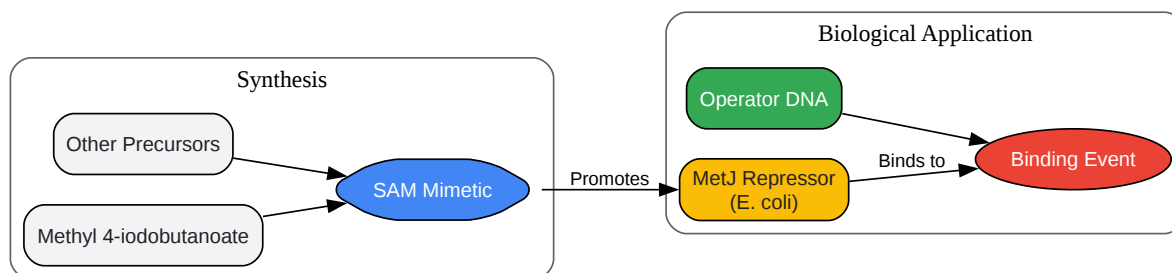 Synthesis
Other Precursors
Methyl 4-iodobutanoate
SAM Mimetic
Promotes
Biological Application
Operator DNA
MetJ Repressor
(E. coli)
Binds to
Binding Event